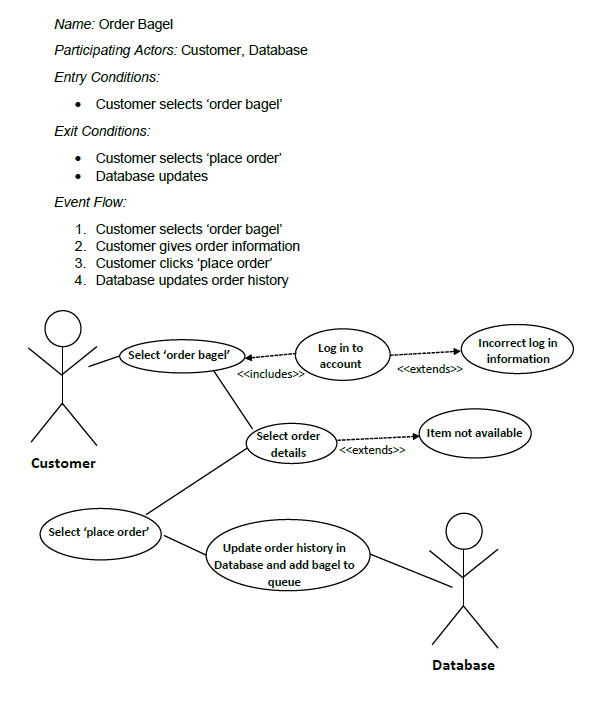 Name: Order Bagel
Participating Actors: Customer, Database
Entry Conditions:
• Customer selects ‘order bagel’
Exit Conditions:
• Customer selects ‘place order’
• Database updates
Event Flow:
1. Customer selects ‘order bagel’
2. Customer gives order information
3. Customer clicks ‘place order’
4. Database updates order history
Select ‘order bagel’
<<includes>>
Log in to
account
<<extends>>
Incorrect log in
information
Customer
Select order
details
<<extends>>
Item not available
Select ‘place order’
Update order history in
Database and add bagel to
queue
Database